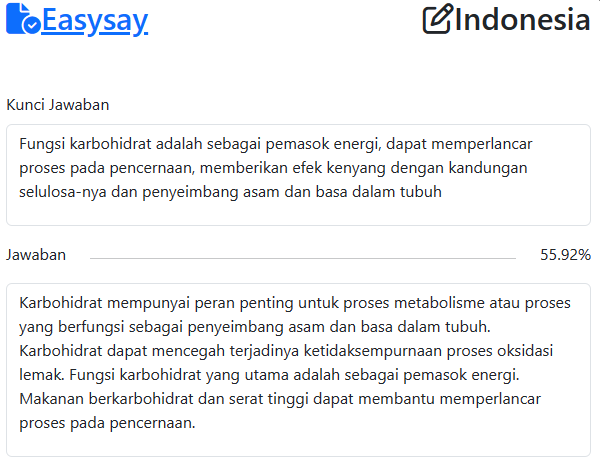 Easysay
Indonesia
Kunci Jawaban
Fungsi karbohidrat adalah sebagai pemasok energi, dapat memperlancar
proses pada pencernaan, memberikan efek kenyang dengan kandungan
selulosa-nya dan penyeimbang asam dan basa dalam tubuh
Jawaban 55.92%
Karbohidrat mempunyai peran penting untuk proses metabolisme atau proses
yang berfungsi sebagai penyeimbang asam dan basa dalam tubuh.
Karbohidrat dapat mencegah terjadinya ketidaksempurnaan proses oksidasi
lemak. Fungsi karbohidrat yang utama adalah sebagai pemasok energi.
Makanan berkarbohidrat dan serat tinggi dapat membantu memperlancar
proses pada pencernaan.